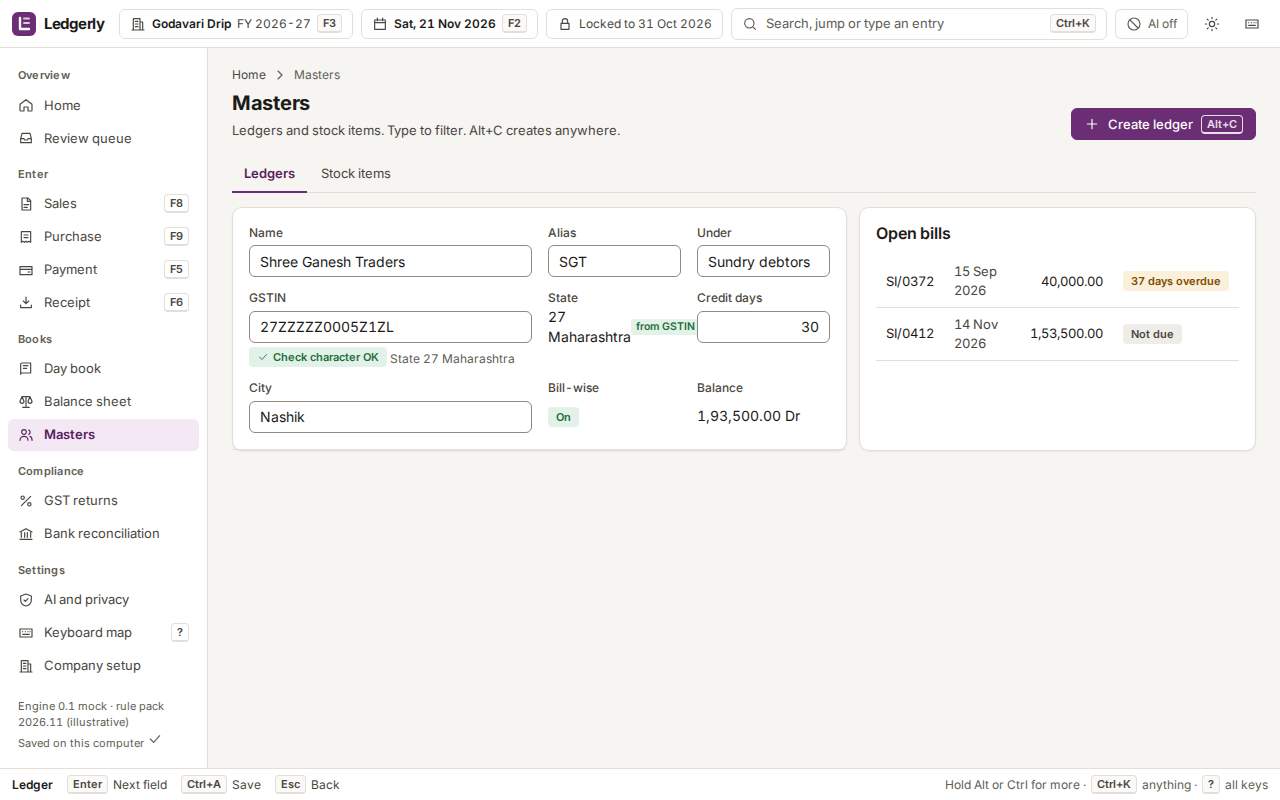 Ledgerly
Godavari Drip FY 2026-27 F3
Sat, 21 Nov 2026 F2
Locked to 31 Oct 2026
Search, jump or type an entry Ctrl+K
AI off
Overview
Home
Review queue
Enter
Sales F8
Purchase F9
Payment F5
Receipt F6
Books
Day book
Balance sheet
Masters
Compliance
GST returns
Bank reconciliation
Settings
AI and privacy
Keyboard map ?
Company setup
Engine 0.1 mock · rule pack
2026.11 (illustrative)
Saved on this computer
Home > Masters
Masters
Ledgers and stock items. Type to filter. Alt+C creates anywhere.
+ Create ledger Alt+C
Ledgers Stock items
Name Alias Under
Shree Ganesh Traders SGT Sundry debtors
GSTIN State Credit days
27ZZZZZ0005Z1ZL 27 Maharashtra from GSTIN 30
Check character OK State 27 Maharashtra
City Bill-wise Balance
Nashik On 1,93,500.00 Dr
Open bills
SI/0372 15 Sep 2026 40,000.00 37 days overdue
SI/0412 14 Nov 2026 1,53,500.00 Not due
Ledger Enter Next field Ctrl+A Save Esc Back
Hold Alt or Ctrl for more · Ctrl+K anything · ? all keys